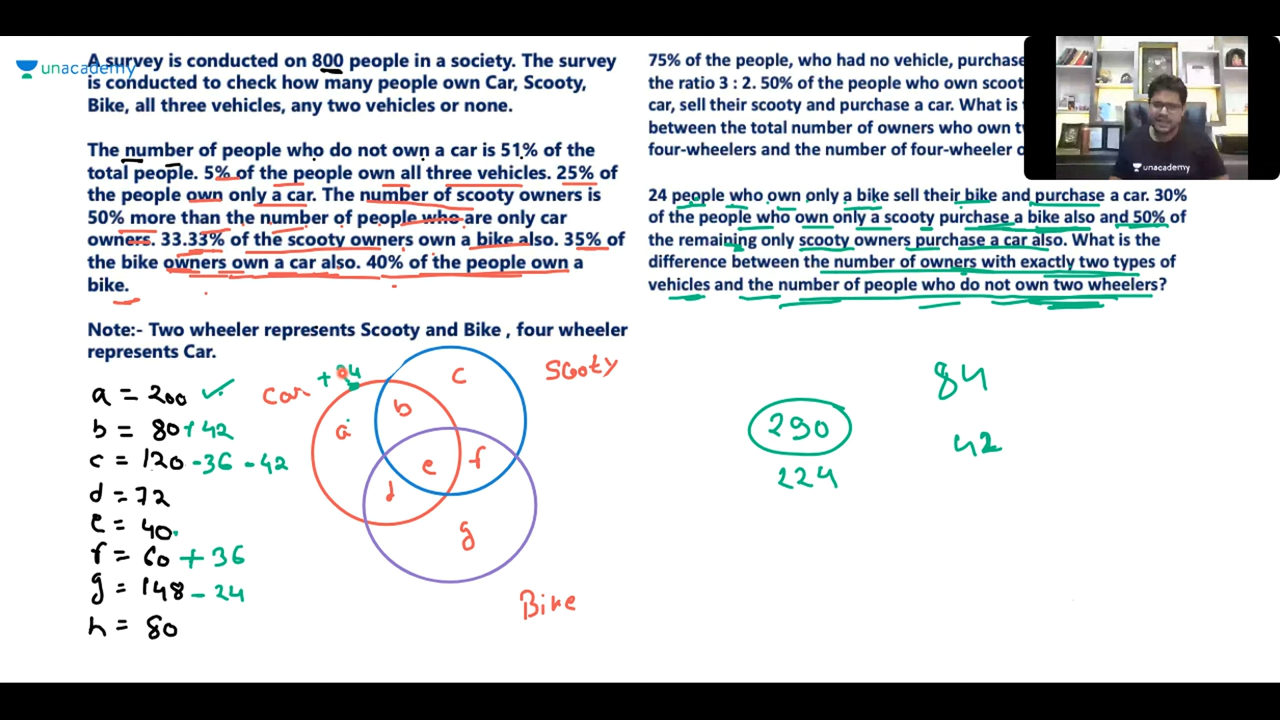 A survey is conducted on 800 people in a society. The survey
is conducted to check how many people own Car, Scooty,
Bike, all three vehicles, any two vehicles or none.
The number of people who do not own a car is 51% of the
total people. 5% of the people own all three vehicles. 25% of
the people own only a car. The number of scooty owners is
50% more than the number of people who are only car
owners. 33.33% of the scooty owners own a bike also. 35% of
the bike owners own a car also. 40% of the people own a
bike.
Note:- Two wheeler represents Scooty and Bike , four wheeler
represents Car.
unacademy
a = 200
b = 80 + 42
c = 120 - 36 - 42
d = 72
e = 40
f = 60 + 36
g = 148 - 24
h = 80
Car
Scooty
Bike
a
b
c
d
e
f
g
75% of the people, who had no vehicle, purchase
the ratio 3 : 2. 50% of the people who own scoot
car, sell their scooty and purchase a car. What is
between the total number of owners who own
four-wheelers and the number of four-wheeler
24 people who own only a bike sell their bike and purchase a car. 30%
of the people who own only a scooty purchase a bike also and 50% of
the remaining only scooty owners purchase a car also. What is the
difference between the number of owners with exactly two types of
vehicles and the number of people who do not own two wheelers?
290
224
84
42
unacademy